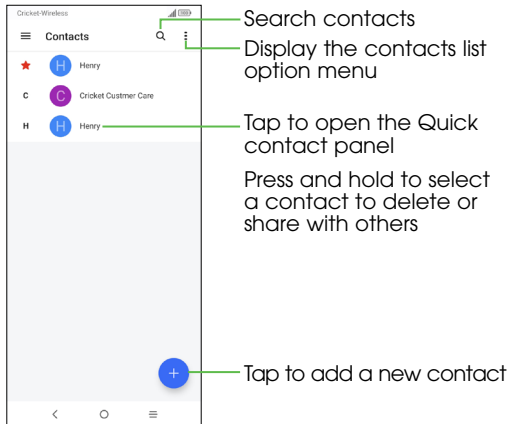 Cricket-Wireless
Contacts
Henry
C C Cricket Custmer Care
H H Henry
H
Search contacts
Display the contacts list
option menu
Tap to open the Quick
contact panel
Press and hold to select
a contact to delete or
share with others
Tap to add a new contact